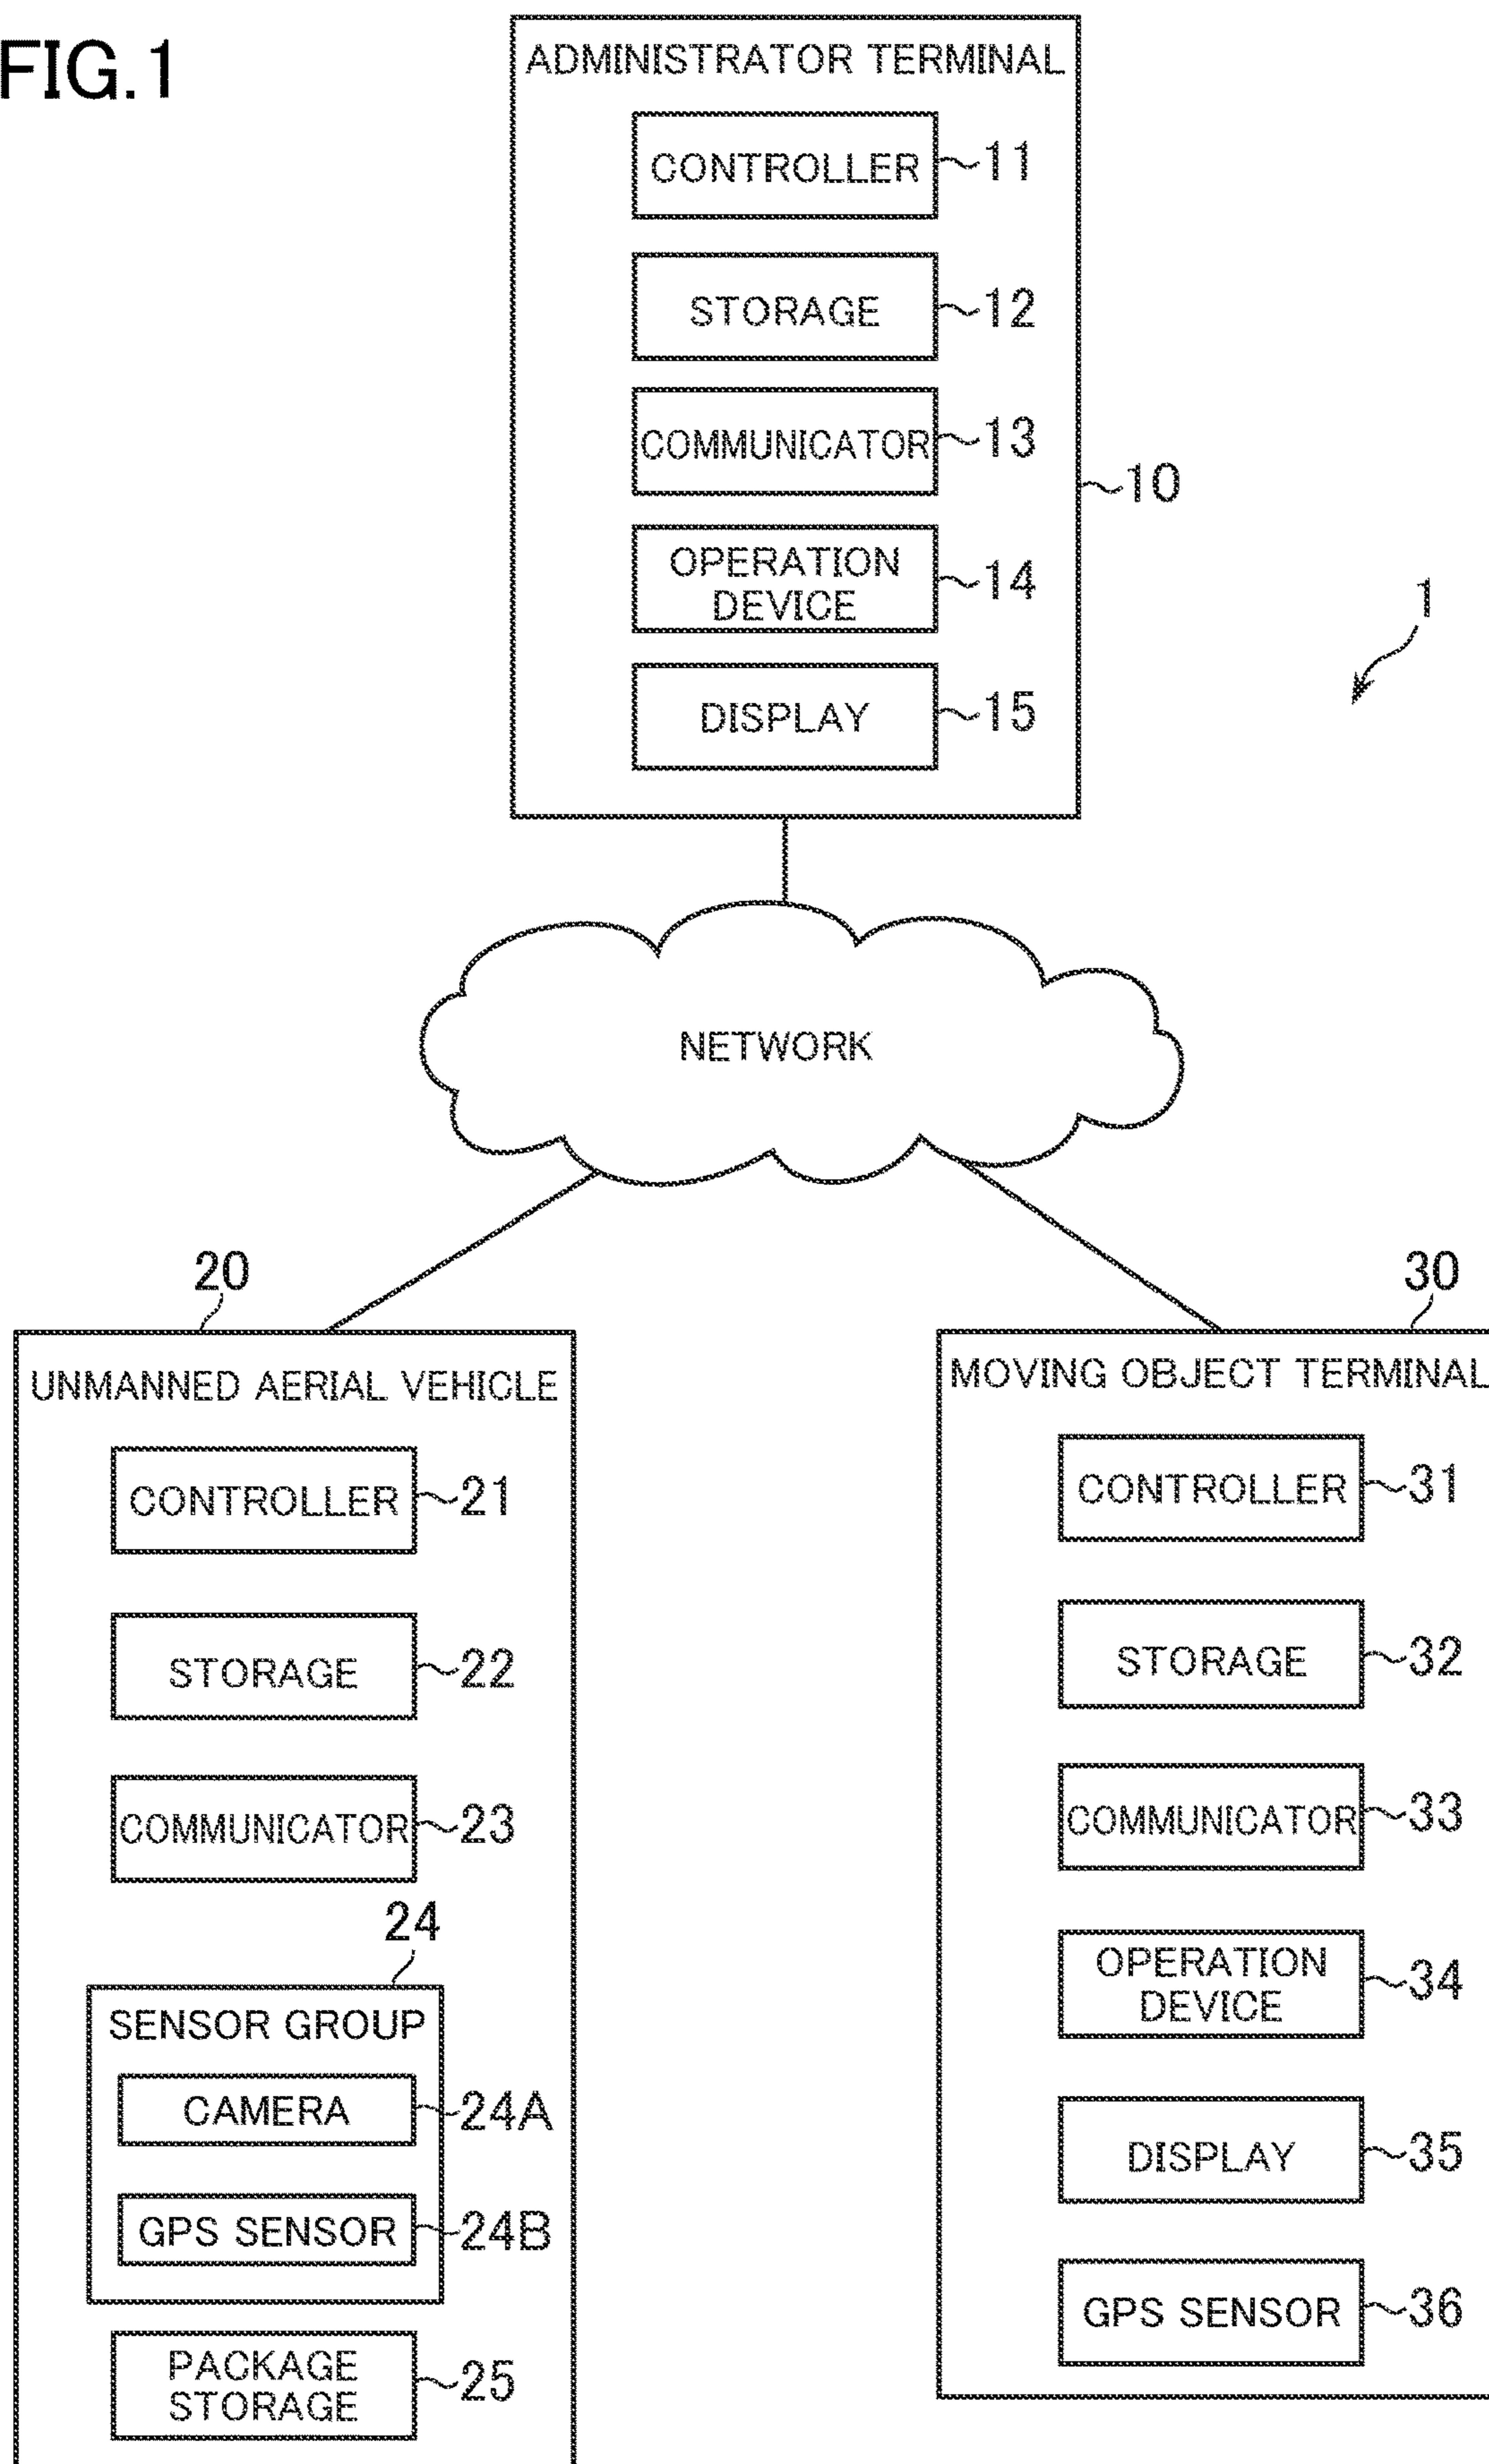 FIG.1
ADMINISTRATOR TERMINAL
CONTROLLER 11
STORAGE 12
COMMUNICATOR 13
10
OPERATION
DEVICE 14
1
DISPLAY 15
NETWORK
20
UNMANNED AERIAL VEHICLE
CONTROLLER 21
STORAGE 22
COMMUNICATOR 23
24
SENSOR GROUP
CAMERA 24A
GPS SENSOR 24B
PACKAGE
STORAGE 25
30
MOVING OBJECT TERMINAL
CONTROLLER 31
STORAGE 32
COMMUNICATOR 33
OPERATION
DEVICE 34
DISPLAY 35
GPS SENSOR 36